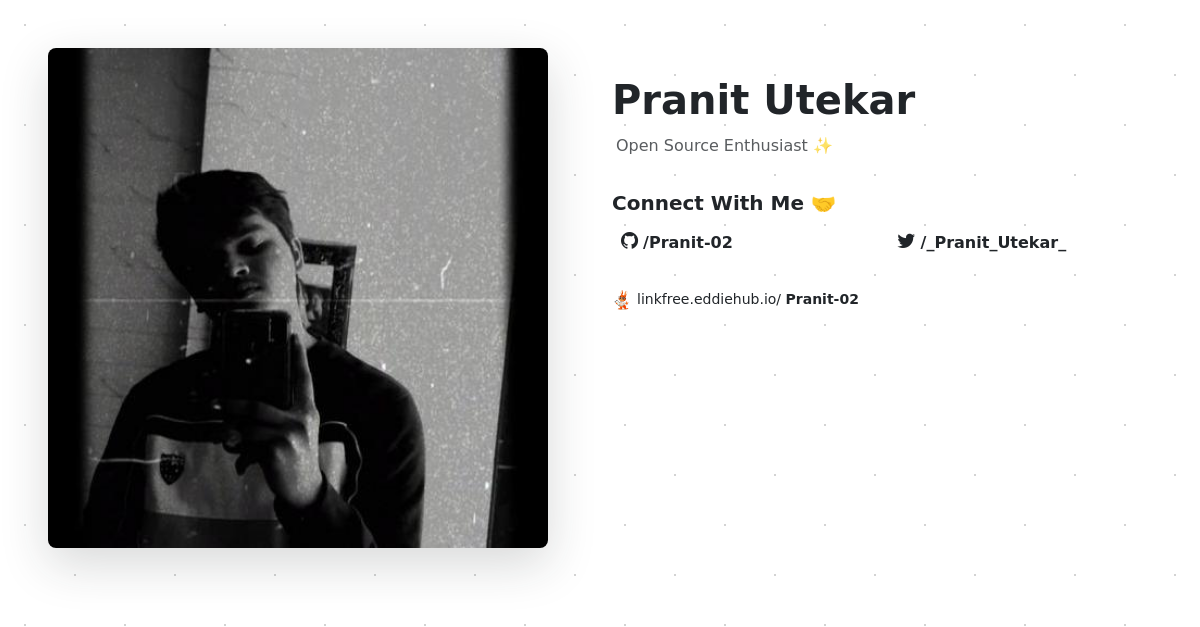 Pranit Utekar
Open Source Enthusiast ✨
Connect With Me 🤝
/Pranit-02
/_Pranit_Utekar_
linkfree.eddiehub.io/ Pranit-02